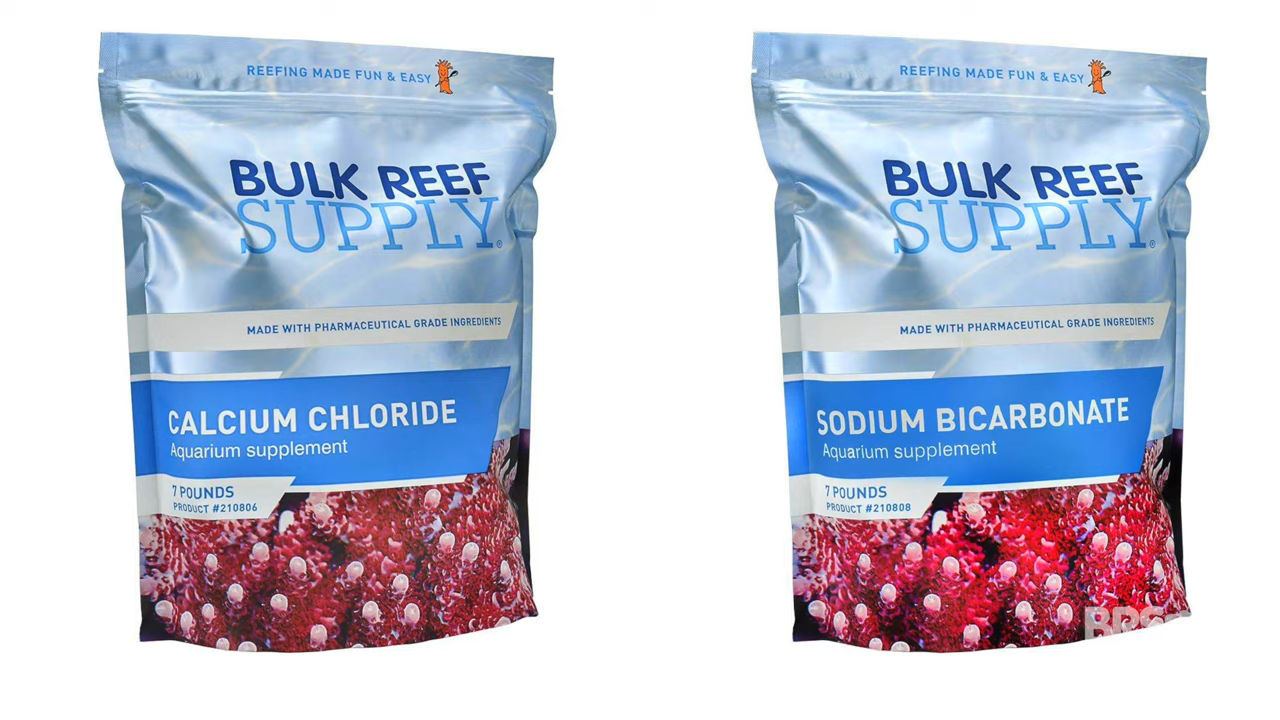 REEFING MADE FUN & EASY
BULK REEF
SUPPLY®
MADE WITH PHARMACEUTICAL GRADE INGREDIENTS
CALCIUM CHLORIDE
Aquarium supplement
7 POUNDS
PRODUCT #210806
REEFING MADE FUN & EASY
BULK REEF
SUPPLY®
MADE WITH PHARMACEUTICAL GRADE INGREDIENTS
SODIUM BICARBONATE
Aquarium supplement
7 POUNDS
PRODUCT #210808